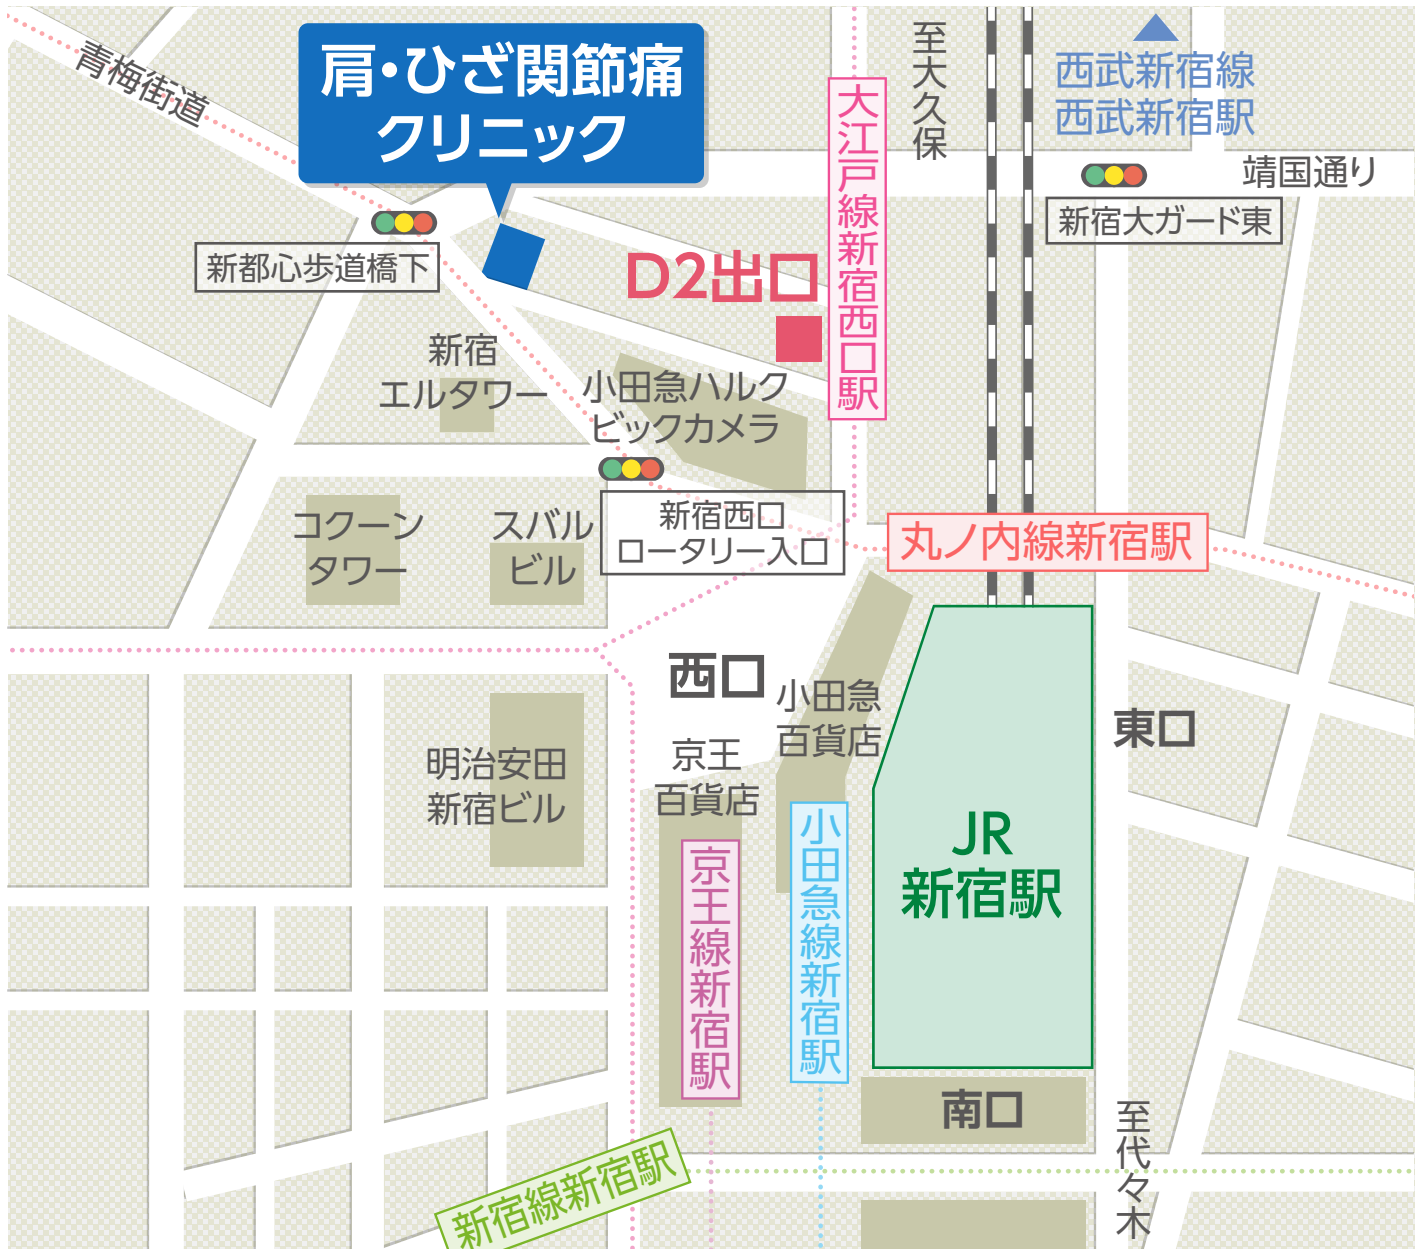 青梅街道
肩・ひざ関節痛
クリニック
至大久保
西武新宿線
西武新宿駅
靖国通り
新宿大ガード東
大江戸線新宿西口駅
新都心歩道橋下
D2出口
新宿
エルタワー
小田急ハルク
ビックカメラ
コクーン
タワー
スバル
ビル
新宿西口
ロータリー入口
丸ノ内線新宿駅
西口
小田急
百貨店
東口
京王
百貨店
明治安田
新宿ビル
JR
新宿駅
京王線新宿駅
小田急線新宿駅
南口
至代々木
新宿線新宿駅